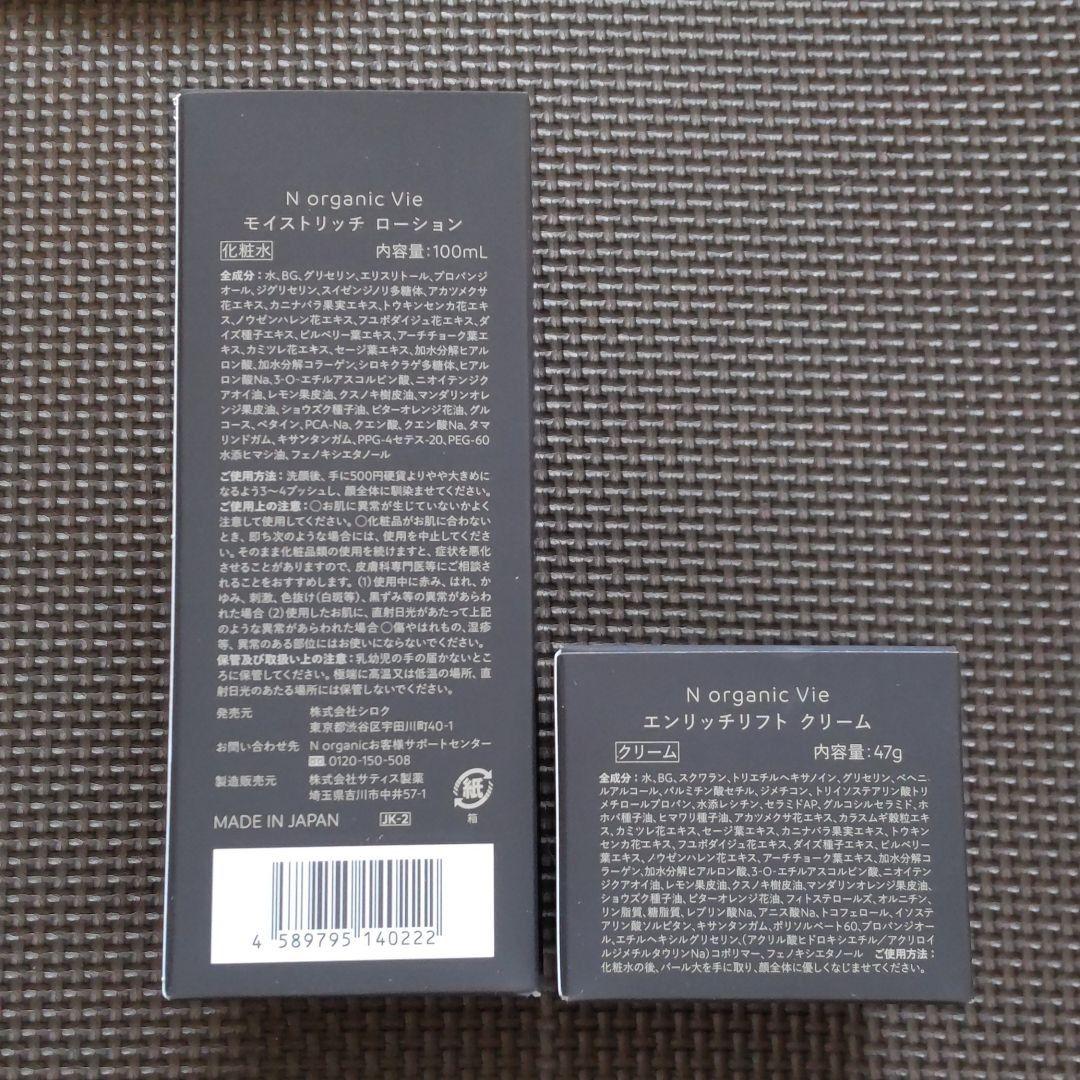 N organic Vie
モイストリッチ ローション
化粧水 内容量:100mL
全成分:水、BG、グリセリン、エリスリトール、プロパンジ
オール、ジグリセリン、スイゼンジノリ多糖体、アカツメクサ
花エキス、カニナバラ果実エキス、トウキンセンカ花エキ
ス、ノウゼンハレン花エキス、フユボダイジュ花エキス、ダ
イズ種子エキス、ビルベリー葉エキス、アーチチョーク葉エ
キス、カミツレ花エキス、セージ葉エキス、加水分解ヒアル
ロン酸、加水分解コラーゲン、シロキクラゲ多糖体、ヒアル
ロン酸Na、3-O-エチルアスコルビン酸、ニオイテンジク
アオイ油、レモン果皮油、クスノキ樹皮油、マンダリンオレ
ンジ果皮油、ショウズク種子油、ビターオレンジ花油、グル
コース、ベタイン、PCA-Na、クエン酸、クエン酸Na、タマ
リンドガム、キサンタンガム、PPG-4セテス-20、PEG-60
水添ヒマシ油、フェノキシエタノール
ご使用方法:洗顔後、手に500円硬貨よりやや大きめに
なるよう3〜4プッシュし、顔全体に馴染ませてください。
ご使用上の注意:○お肌に異常が生じていないかよく
注意して使用してください。○化粧品がお肌に合わない
とき、即ち次のような場合には、使用を中止してくださ
い。そのまま化粧品類の使用を続けますと、症状を悪化
させることがありますので、皮膚科専門医等にご相談さ
れることをおすすめします。(1)使用中に赤み、はれ、か
ゆみ、刺激、色抜け(白斑等)、黒ずみ等の異常があらわ
れた場合(2)使用したお肌に、直射日光があたって上記
のような異常があらわれた場合○傷やはれもの、湿疹
等、異常のある部位にはお使いにならないでください。
保管及び取扱い上の注意:乳幼児の手の届かないとこ
ろに保管してください。極端に高温又は低温の場所、直
射日光のあたる場所には保管しないでください。
発売元 株式会社シロク
東京都渋谷区宇田川町40-1
お問い合わせ先 N organicお客様サポートセンター
0120-150-508
製造販売元 株式会社サティス製薬
埼玉県吉川市中井57-1
紙
箱
MADE IN JAPAN JK-2
4 589795 140222
N organic Vie
エンリッチリフト クリーム
クリーム 内容量:47g
全成分:水、BG、スクワラン、トリエチルヘキサノイン、グリセリン、ベヘニ
ルアルコール、パルミチン酸セチル、ジメチコン、トリイソステアリン酸トリ
メチロールプロパン、水添レシチン、セラミドAP、グルコシルセラミド、ホ
ホバ種子油、ヒマワリ種子油、アカツメクサ花エキス、カラスムギ穀粒エキ
ス、カミツレ花エキス、セージ葉エキス、カニナバラ果実エキス、トウキン
センカ花エキス、フユボダイジュ花エキス、ダイズ種子エキス、ビルベリー
葉エキス、ノウゼンハレン花エキス、アーチチョーク葉エキス、加水分解コ
ラーゲン、加水分解ヒアルロン酸、3-O-エチルアスコルビン酸、ニオイテン
ジクアオイ油、レモン果皮油、クスノキ樹皮油、マンダリンオレンジ果皮油、
ショウズク種子油、ビターオレンジ花油、フィトステロールズ、オルニチン、
リン脂質、糖脂質、レブリン酸Na、アニス酸Na、トコフェロール、イソステ
アリン酸ソルビタン、キサンタンガム、ポリソルベート60、プロパンジオー
ル、エチルヘキシルグリセリン、(アクリル酸ヒドロキシエチル/アクリロイ
ルジメチルタウリンNa)コポリマー、フェノキシエタノール ご使用方法:
化粧水の後、パール大を手に取り、顔全体に優しくなじませてください。